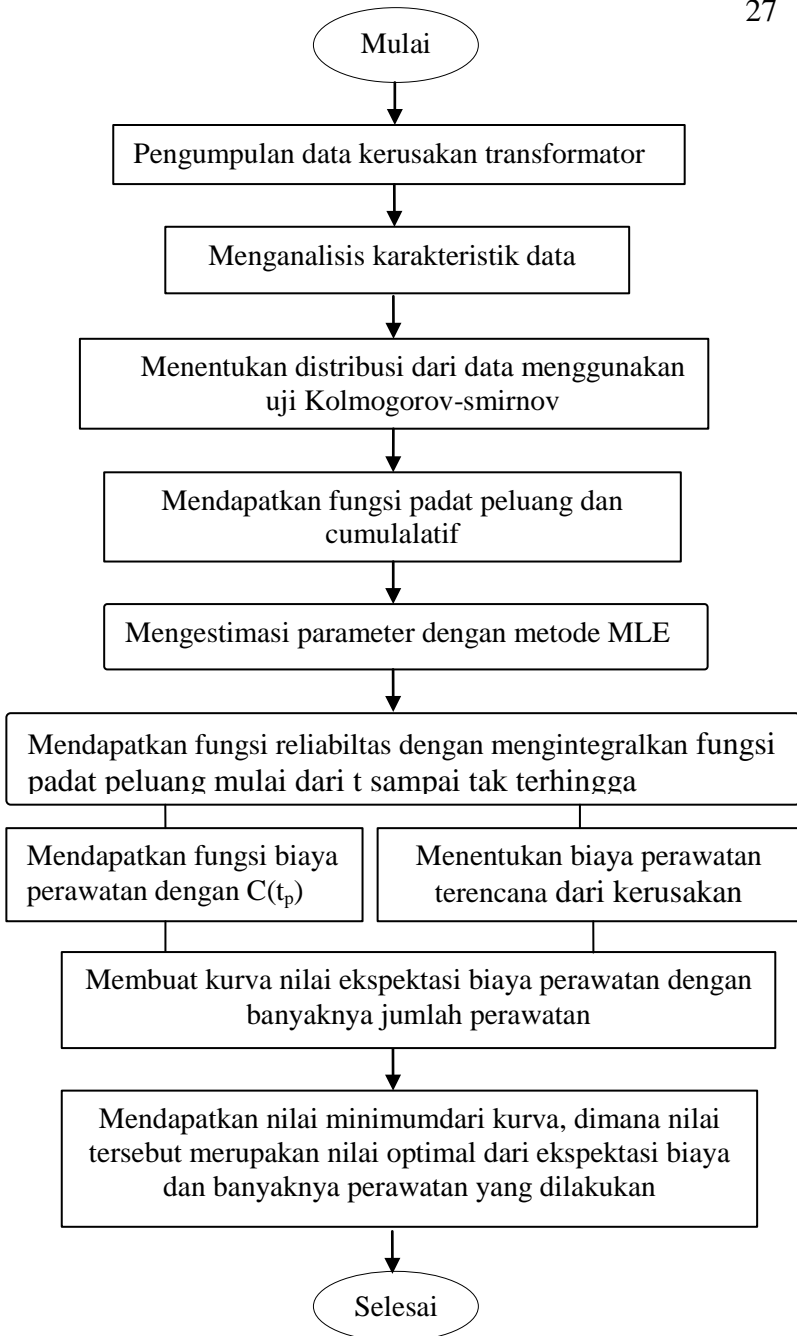 27
Mulai
Pengumpulan data kerusakan transformator
Menganalisis karakteristik data
Menentukan distribusi dari data menggunakan
uji Kolmogorov-smirnov
Mendapatkan fungsi padat peluang dan
cumulalatif
Mengestimasi parameter dengan metode MLE
Mendapatkan fungsi reliabiltas dengan mengintegralkan fungsi
padat peluang mulai dari t sampai tak terhingga
Mendapatkan fungsi biaya
perawatan dengan C(tₚ)
Menentukan biaya perawatan
terencana dari kerusakan
Membuat kurva nilai ekspektasi biaya perawatan dengan
banyaknya jumlah perawatan
Mendapatkan nilai minimumdari kurva, dimana nilai
tersebut merupakan nilai optimal dari ekspektasi biaya
dan banyaknya perawatan yang dilakukan
Selesai